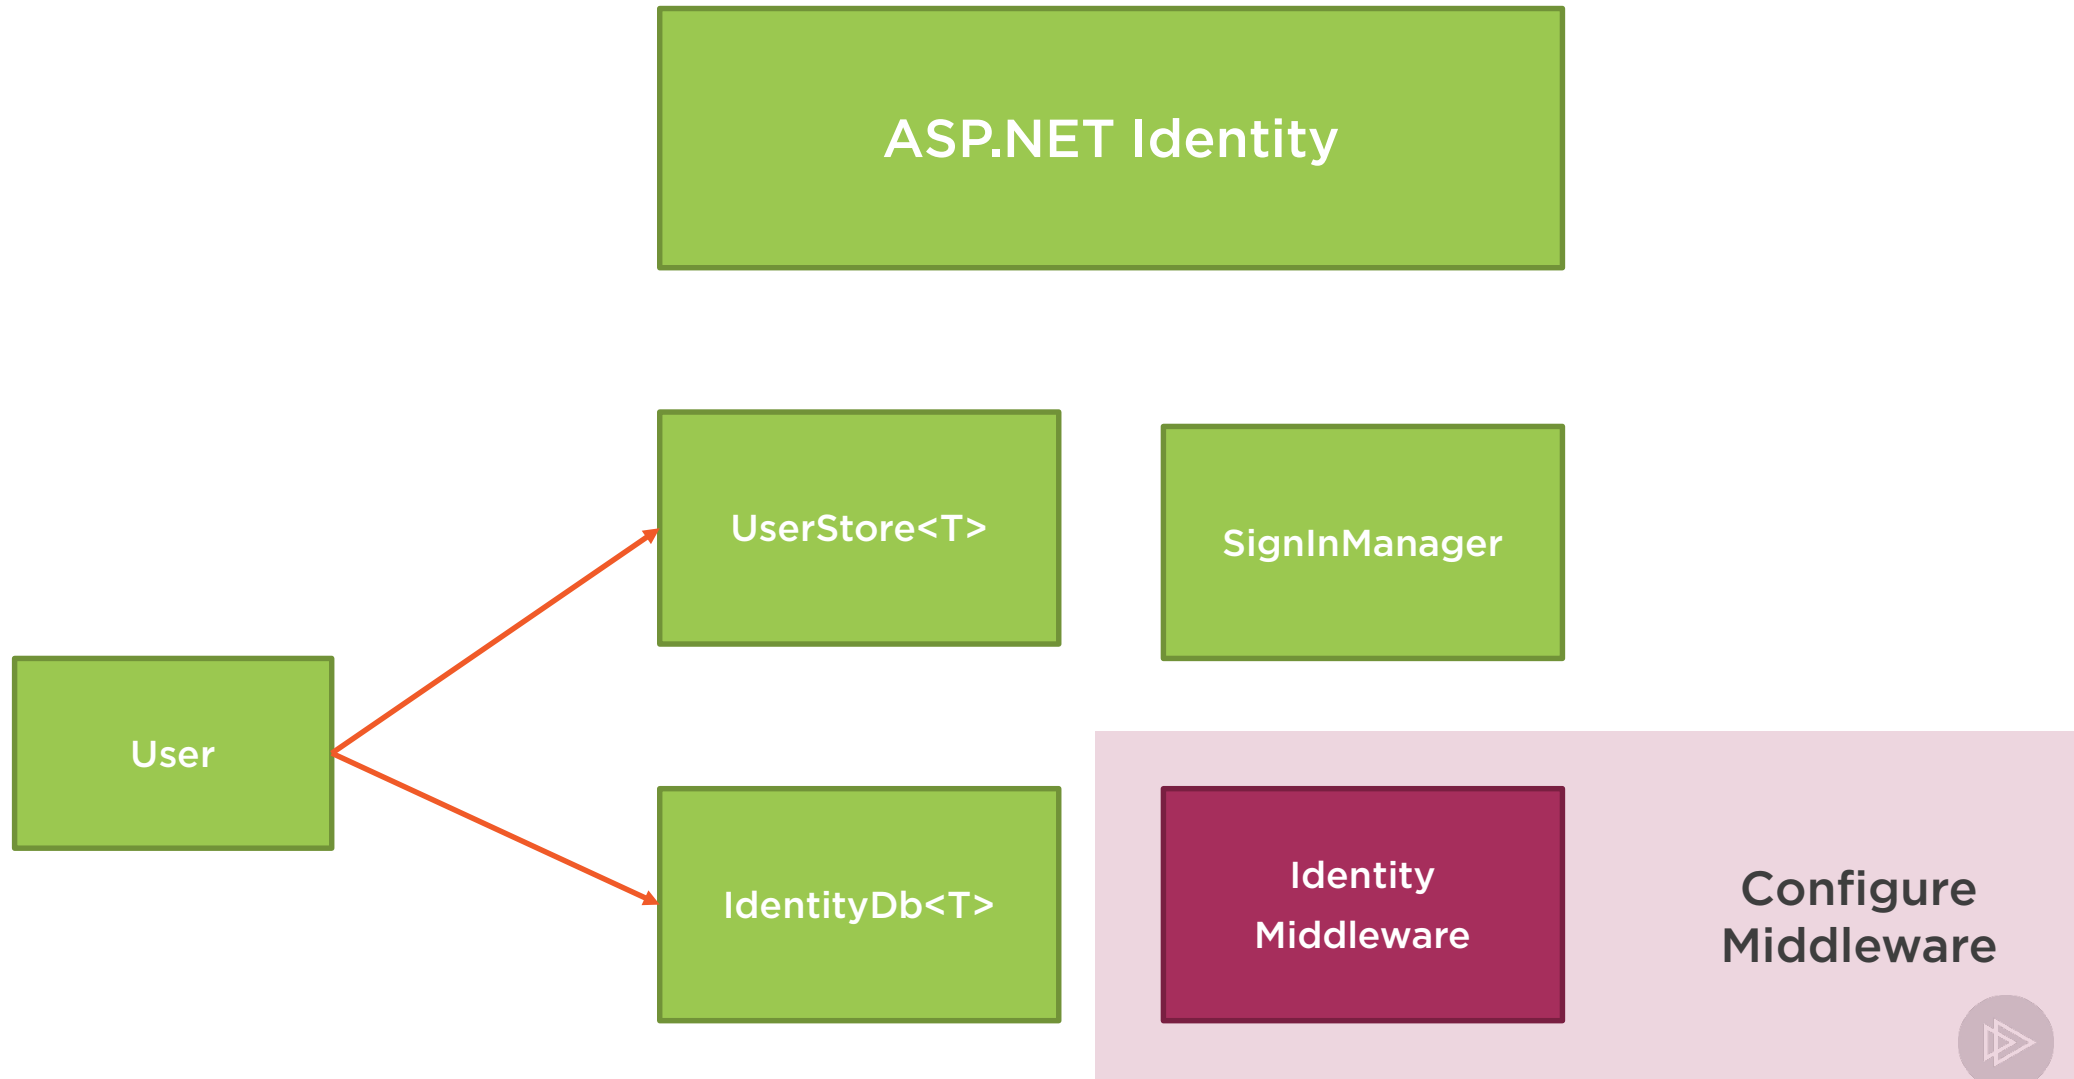 ASP.NET Identity
UserStore<T>
SignInManager
User
IdentityDb<T>
Identity
Middleware
Configure
Middleware